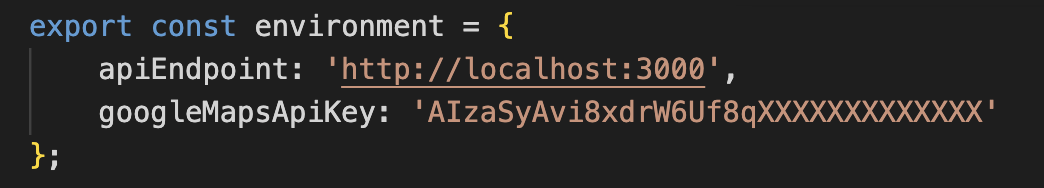 export const environment = {
apiEndpoint: 'http://localhost:3000',
googleMapsApiKey: 'AIzaSyAvi8xdrW6Uf8qXXXXXXXXXXXXX'
};